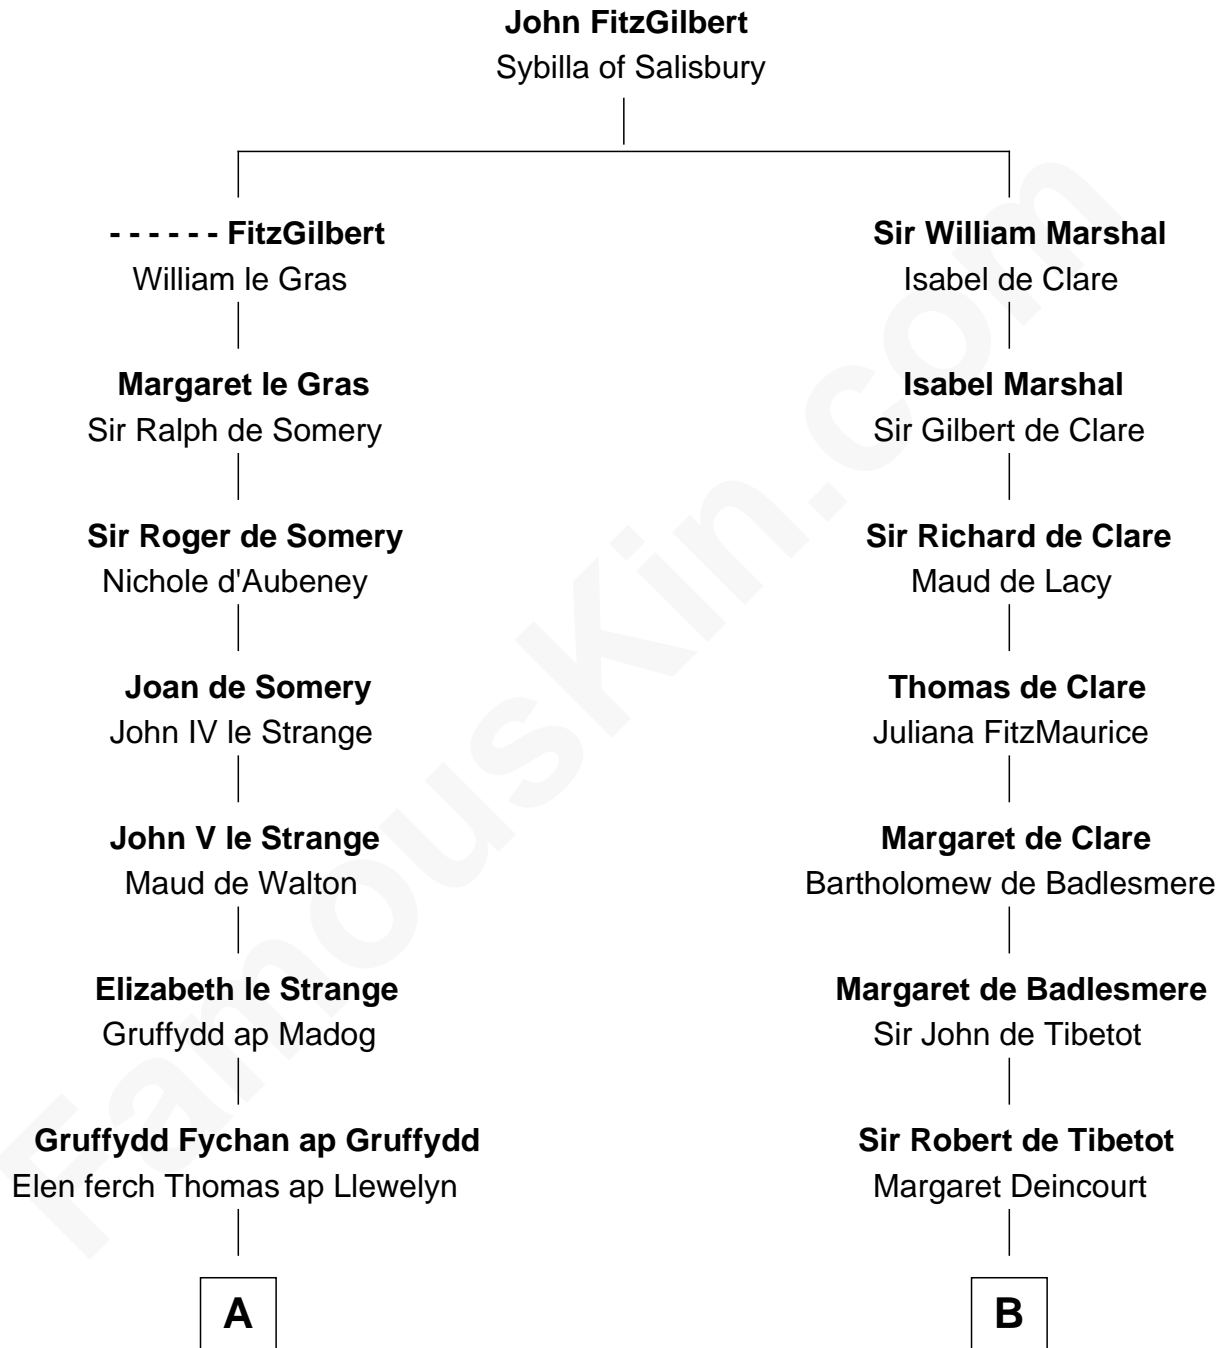 John FitzGilbert
Sybilla of Salisbury
- - - - - - FitzGilbert
William le Gras
Margaret le Gras
Sir Ralph de Somery
Sir Roger de Somery
Nichole d'Aubeney
Joan de Somery
John IV le Strange
John V le Strange
Maud de Walton
Elizabeth le Strange
Gruffydd ap Madog
Gruffydd Fychan ap Gruffydd
Elen ferch Thomas ap Llewelyn
A
Sir William Marshal
Isabel de Clare
Isabel Marshal
Sir Gilbert de Clare
Sir Richard de Clare
Maud de Lacy
Thomas de Clare
Juliana FitzMaurice
Margaret de Clare
Bartholomew de Badlesmere
Margaret de Badlesmere
Sir John de Tibetot
Sir Robert de Tibetot
Margaret Deincourt
B
FamousKin.com